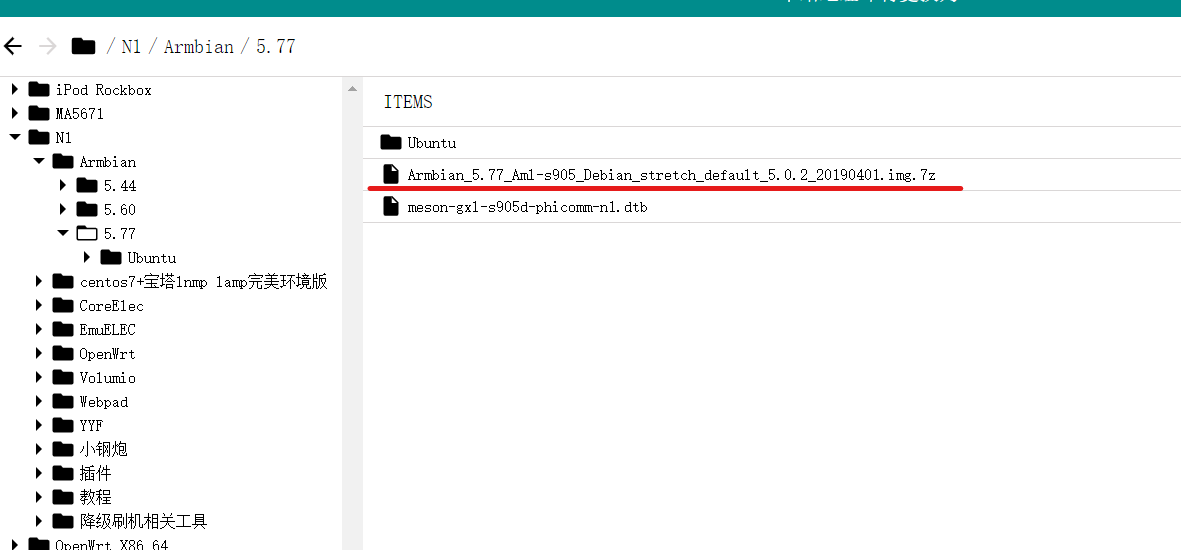 / N1 / Armbian / 5.77
iPod Rockbox
MA5671
N1
Armbian
5.44
5.60
5.77
Ubuntu
centos7+宝塔lnmp lamp完美环境版
CoreElec
EmuELEC
OpenWrt
Volumio
Webpad
YYF
小钢炮
插件
教程
降级刷机相关工具
OpenWrt X86 64
ITEMS
Ubuntu
Armbian_5.77_Aml-s905_Debian_stretch_default_5.0.2_20190401.img.7z
meson-gxl-s905d-phicomm-n1.dtb